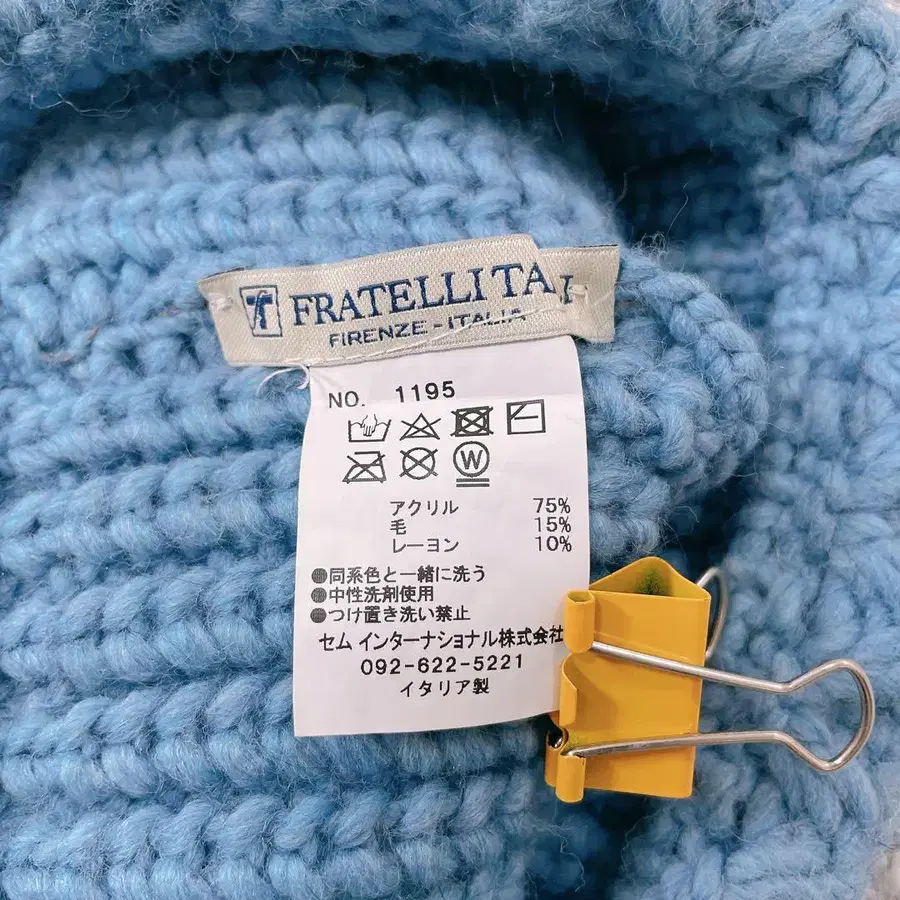 FRATELLI TA
FIRENZE - ITALIA
NO. 1195
W
アクリル 75%
毛 15%
レーヨン 10%
●同系色と一緒に洗う
●中性洗剤使用
●つけ置き洗い禁止
セム インターナショナル株式会社
092-622-5221
イタリア製